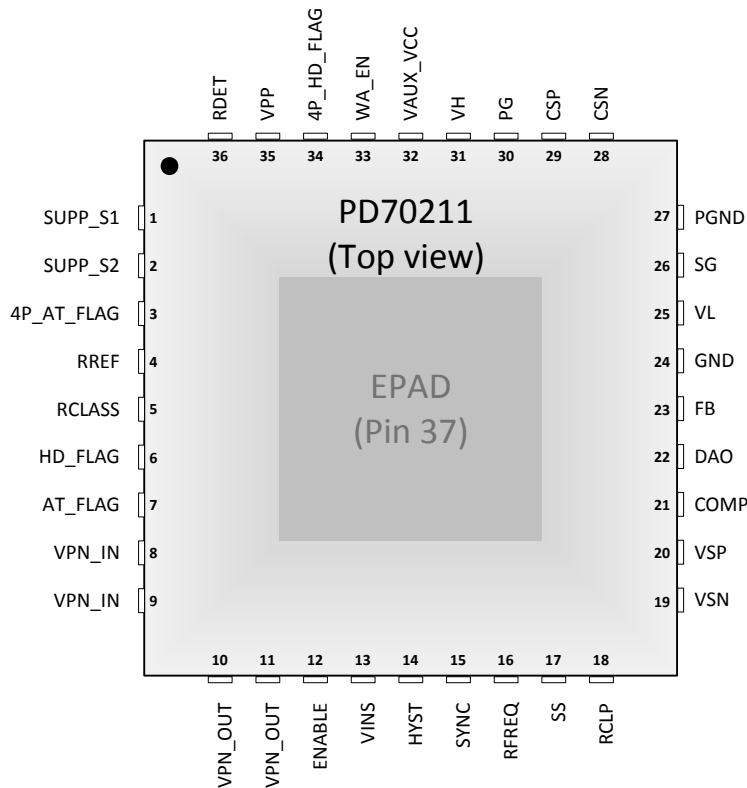 RDET
VPP
4P_HD_FLAG
WA_EN
VAUX_VCC
VH
PG
CSP
CSN
36
35
34
33
32
31
30
29
28
PD70211
(Top view)
SUPP_S1 1
SUPP_S2 2
4P_AT_FLAG 3
RREF 4
RCLASS 5
HD_FLAG 6
AT_FLAG 7
VPN_IN 8
VPN_IN 9
EPAD
(Pin 37)
27 PGND
26 SG
25 VL
24 GND
23 FB
22 DAO
21 COMP
20 VSP
19 VSN
10
11
12
13
14
15
16
17
18
VPN_OUT
VPN_OUT
ENABLE
VINS
HYST
SYNC
RFREQ
SS
RCLP